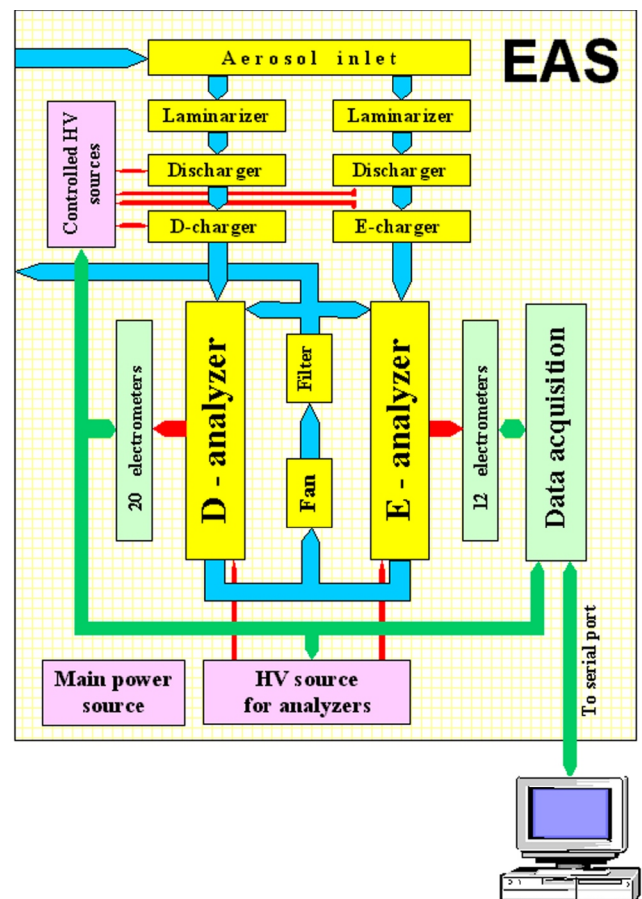 EAS
Aerosol inlet
Laminarizer
Laminarizer
Controlled HV
sources
Discharger
Discharger
D-charger
E-charger
20 electrometers
D - analyzer
Filter
Fan
E - analyzer
12 electrometers
Data acquisition
Main power
source
HV source
for analyzers
To serial port